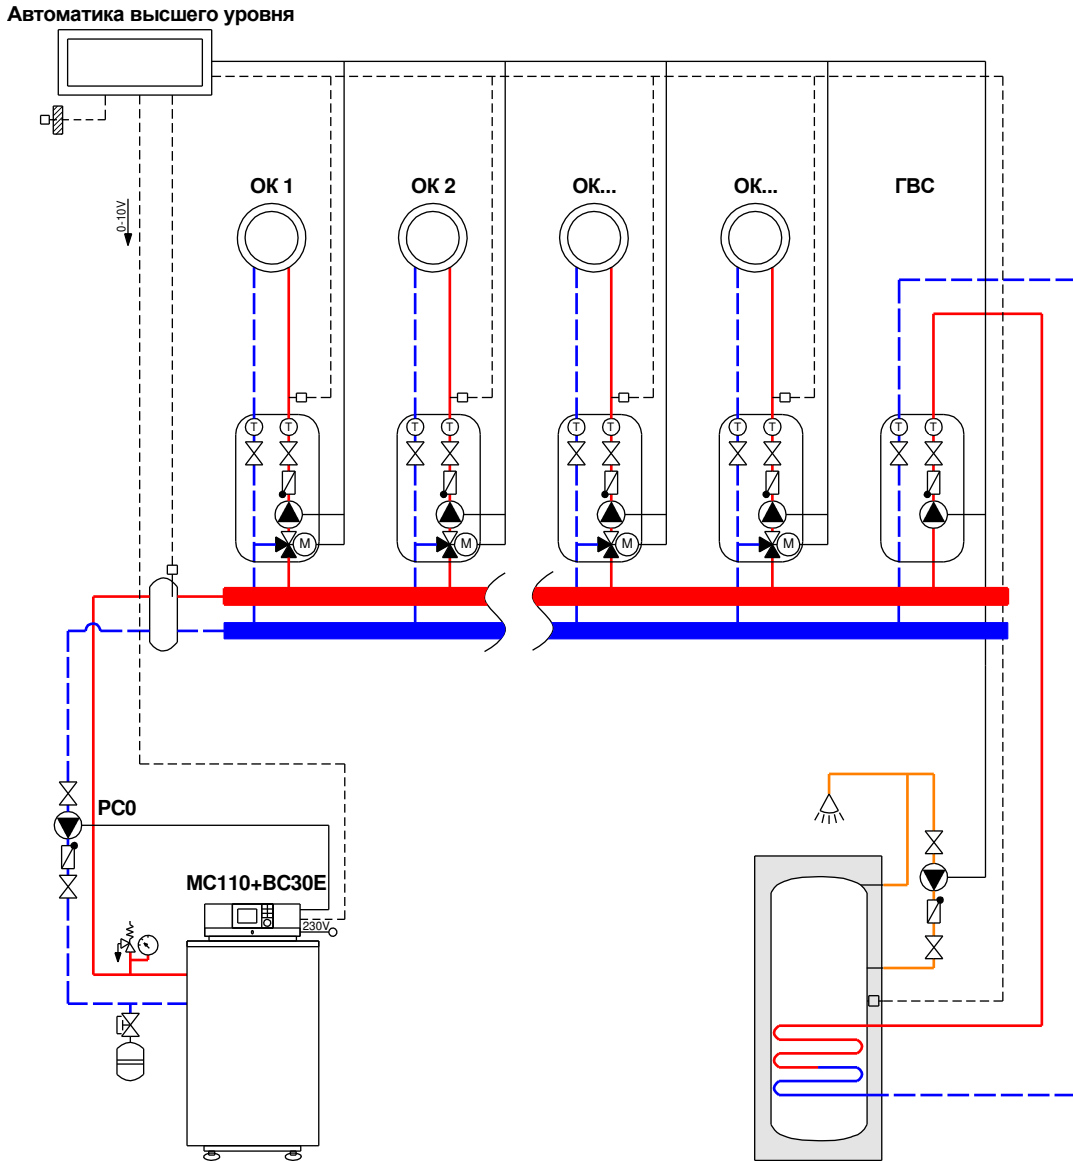 Автоматика высшего уровня
0-10V
ОК 1
ОК 2
ОК...
ОК...
ГВС
T
T
T
T
T
T
T
T
T
T
M
M
M
M
PC0
MC110+BC30E
230V